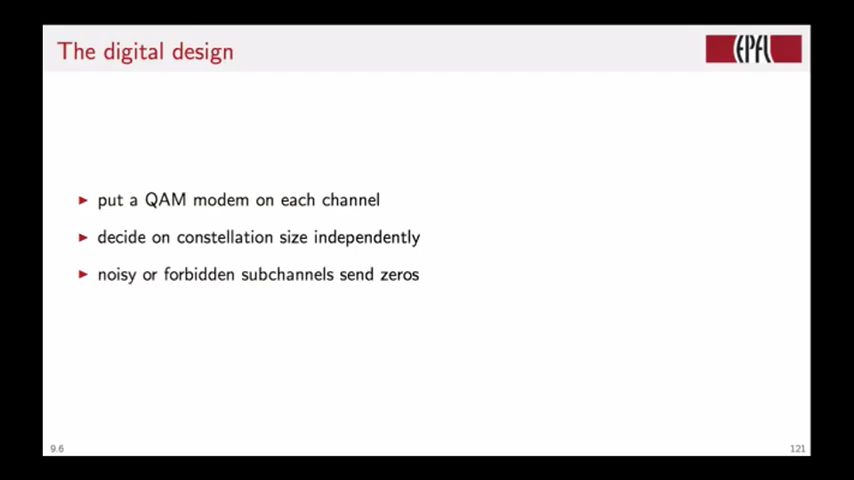 The digital design
EPFL
► put a QAM modem on each channel
► decide on constellation size independently
► noisy or forbidden subchannels send zeros
9.6
121